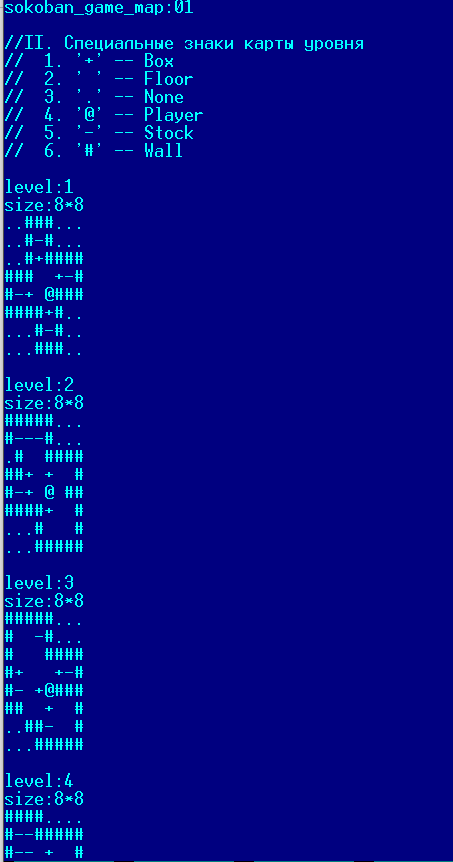 sokoban_game_map:01

//II. Специальные знаки карты уровня
//  1. '+' -- Box
//  2. ' ' -- Floor
//  3. '.' -- None
//  4. '@' -- Player
//  5. '-' -- Stock
//  6. '#' -- Wall

level:1
size:8*8
..###...
..#-#...
..#+####
###  +-#
#-+ @###
####+#..
...#-#..
...###..

level:2
size:8*8
#####...
#---#...
.#  ####
##+ +  #
#-+ @ ##
####+  #
...#   #
...#####

level:3
size:8*8
#####...
#  -#...
#   ####
#+   +-#
#- +@###
##  +  #
..##-  #
...#####

level:4
size:8*8
####....
#--#####
#-- +  #